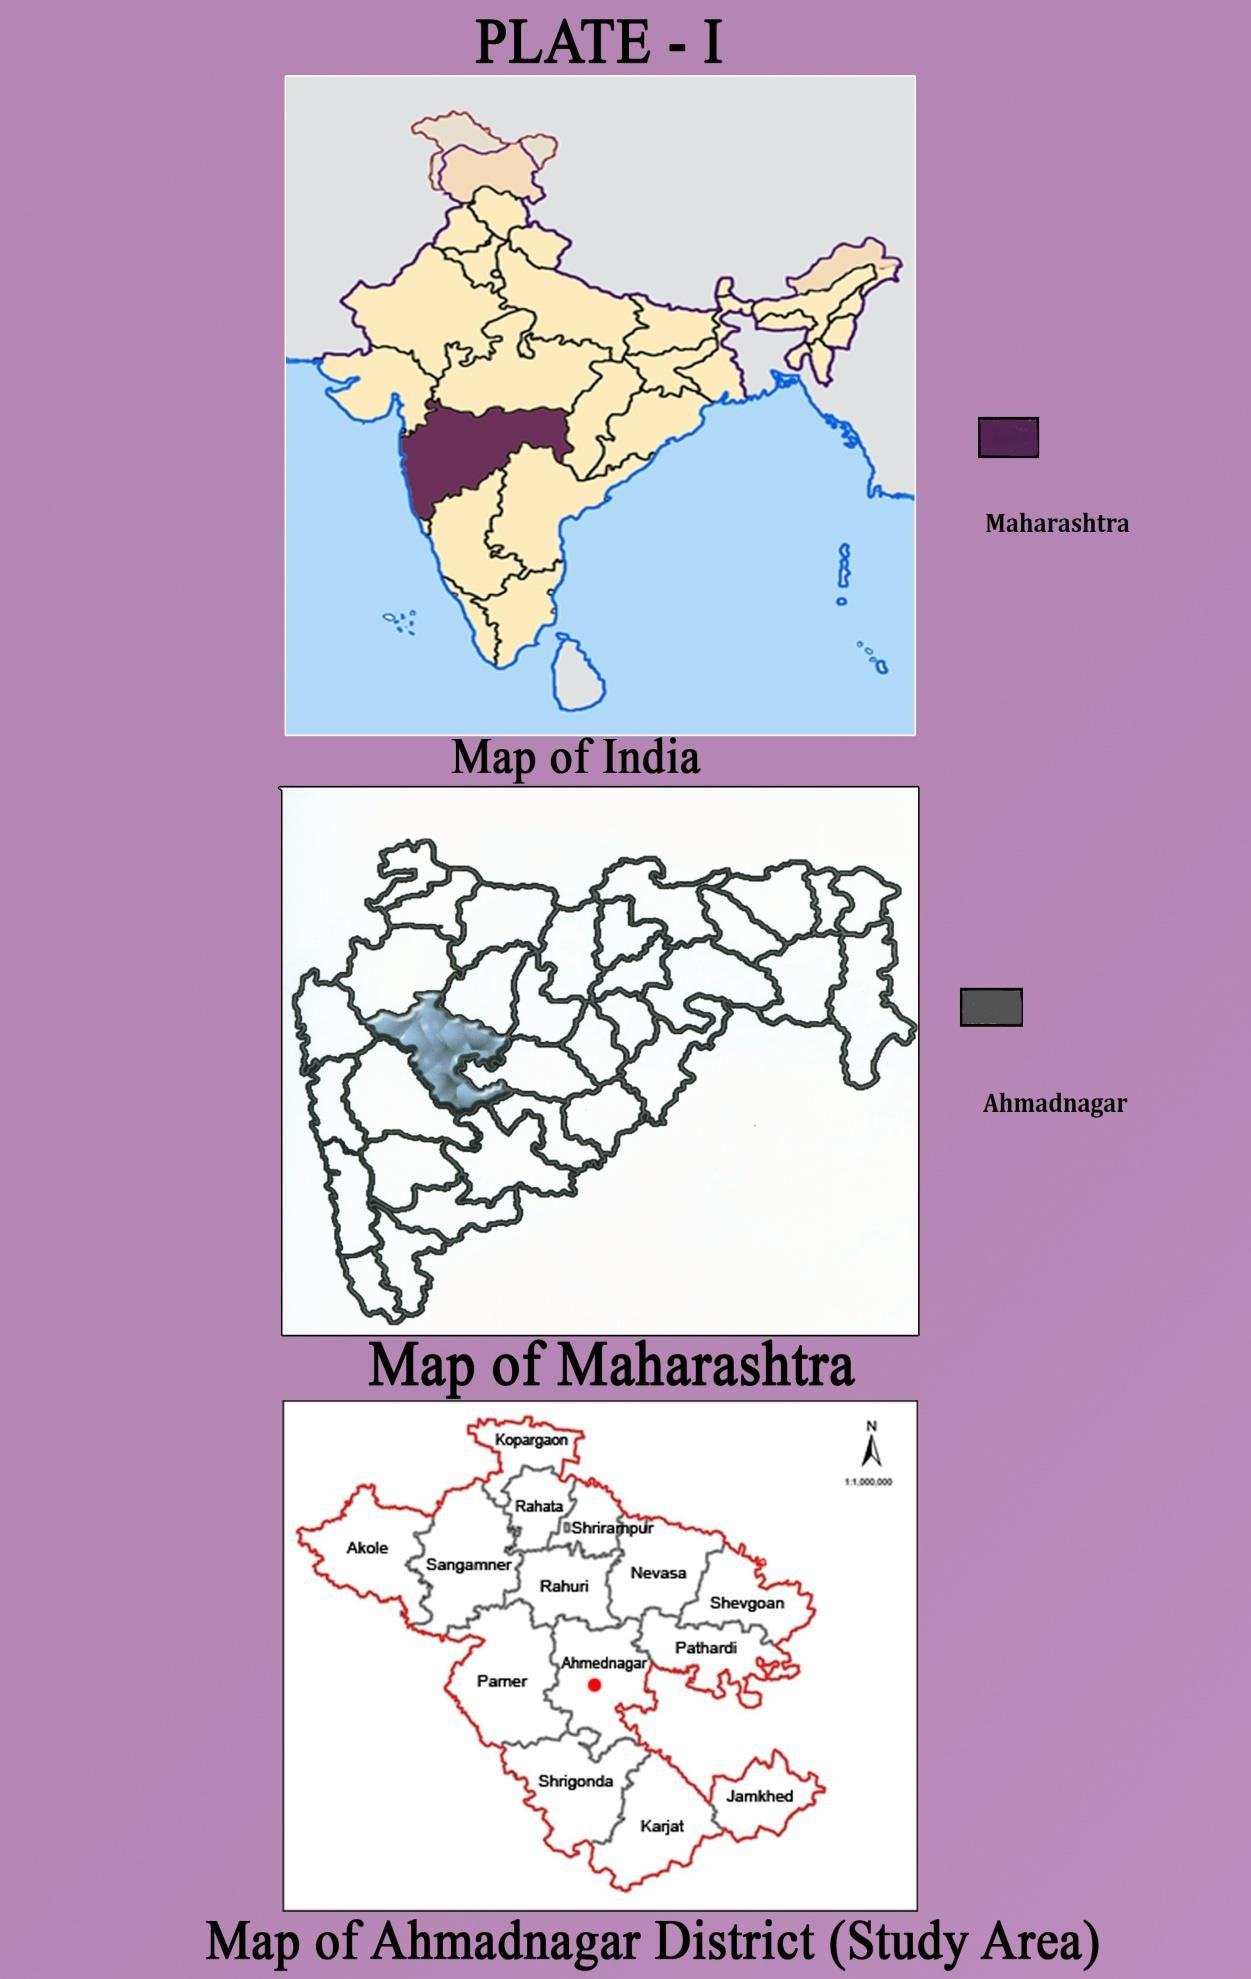 PLATE - I
Maharashtra
Map of India
Ahmadnagar
Map of Maharashtra
Kopargaon
N
1:1,000,000
Rahata
Shrirampur
Akole
Sangamner
Nevasa
Rahuri
Shevgoan
Pathardi
Ahmednagar
Parner
Shrigonda
Jamkhed
Karjat
Map of Ahmadnagar District (Study Area)